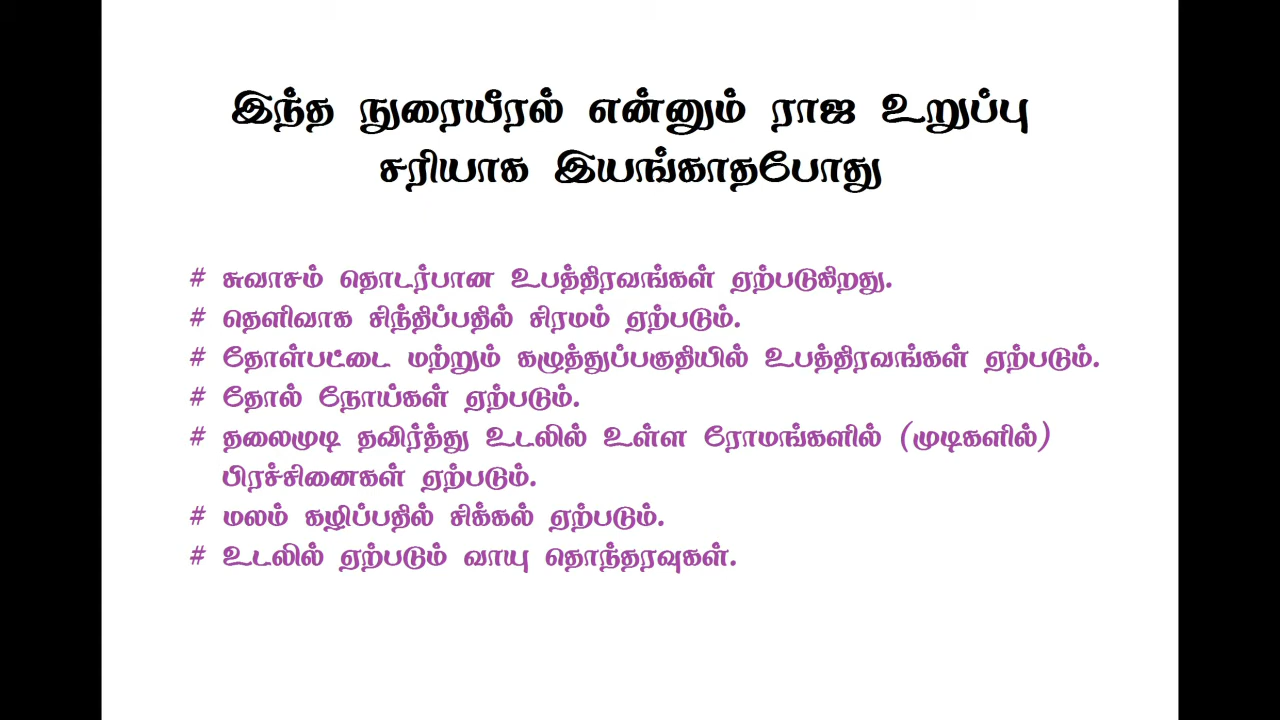 இந்த நுரையீரல் என்னும் ராஜ உறுப்பு
சரியாக இயங்காதபோது
# சுவாசம் தொடர்பான உபத்திரவங்கள் ஏற்படுகிறது.
# தெளிவாக சிந்திப்பதில் சிரமம் ஏற்படும்.
# தோள்பட்டை மற்றும் கழுத்துப்பகுதியில் உபத்திரவங்கள் ஏற்படும்.
# தோல் நோய்கள் ஏற்படும்.
# தலைமுடி தவிர்த்து உடலில் உள்ள ரோமங்களில் (முடிகளில்)
பிரச்சினைகள் ஏற்படும்.
# மலம் கழிப்பதில் சிக்கல் ஏற்படும்.
# உடலில் ஏற்படும் வாயு தொந்தரவுகள்.